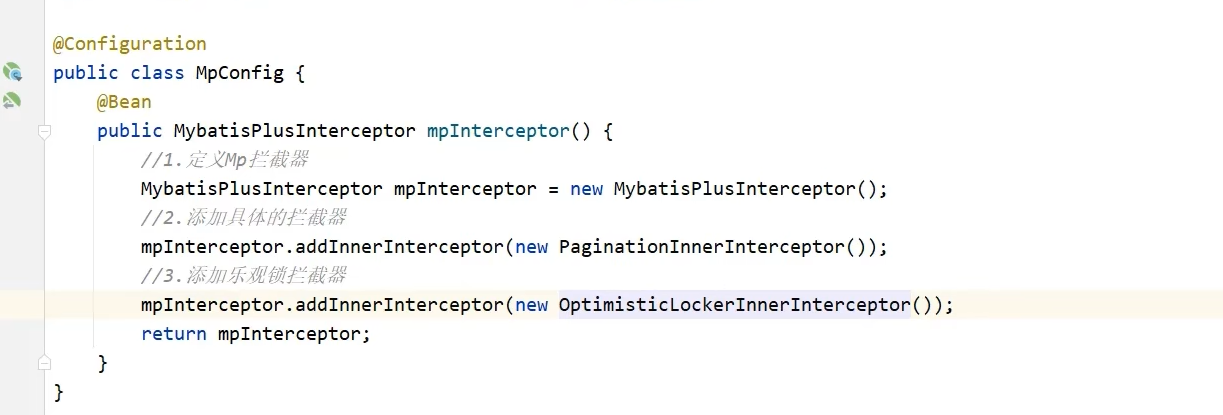 @Configuration
public class MpConfig {
@Bean
public MybatisPlusInterceptor mpInterceptor() {
//1.定义Mp拦截器
MybatisPlusInterceptor mpInterceptor = new MybatisPlusInterceptor();
//2.添加具体的拦截器
mpInterceptor.addInnerInterceptor(new PaginationInnerInterceptor());
//3.添加乐观锁拦截器
mpInterceptor.addInnerInterceptor(new OptimisticLockerInnerInterceptor());
return mpInterceptor;
}
}